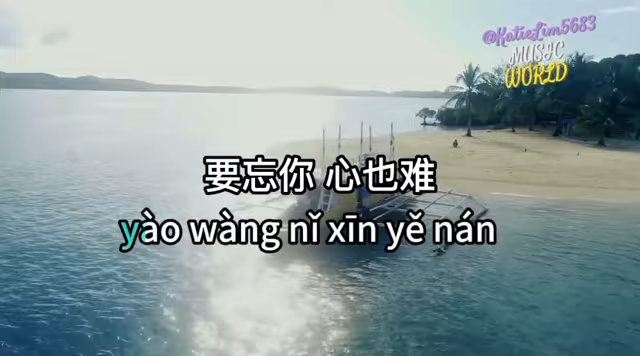 @KatieLim5683
MUSIC
WORLD
要忘你 心也难
yào wàng nǐ xīn yě nán